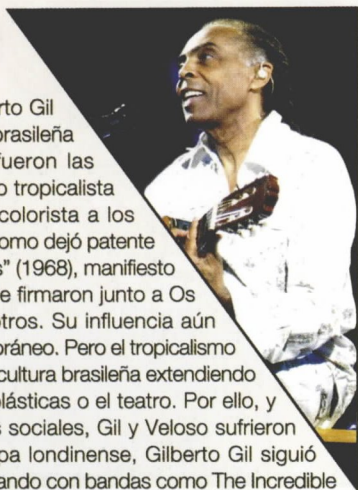 rto Gil
brasileña
fueron las
o tropicalista
colorista a los
omo dejó patente
s" (1968), manifiesto
e firmaron junto a Os
otros. Su influencia aún
oráneo. Pero el tropicalismo
cultura brasileña extendiendo
plásticas o el teatro. Por ello, y
s sociales, Gil y Veloso sufrieron
pa londinense, Gilberto Gil siguió
ando con bandas como The Incredible